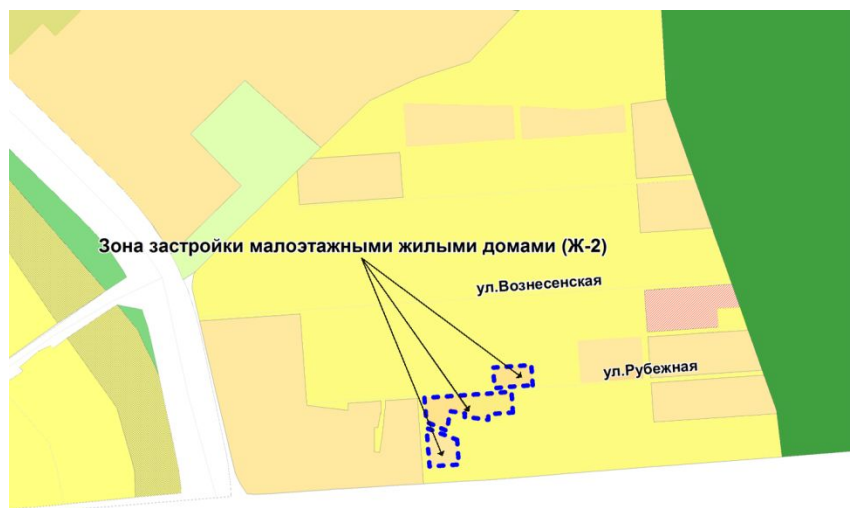 Зона застройки малоэтажными жилыми домами (Ж-2)
ул.Вознесенская
ул.Рубежная